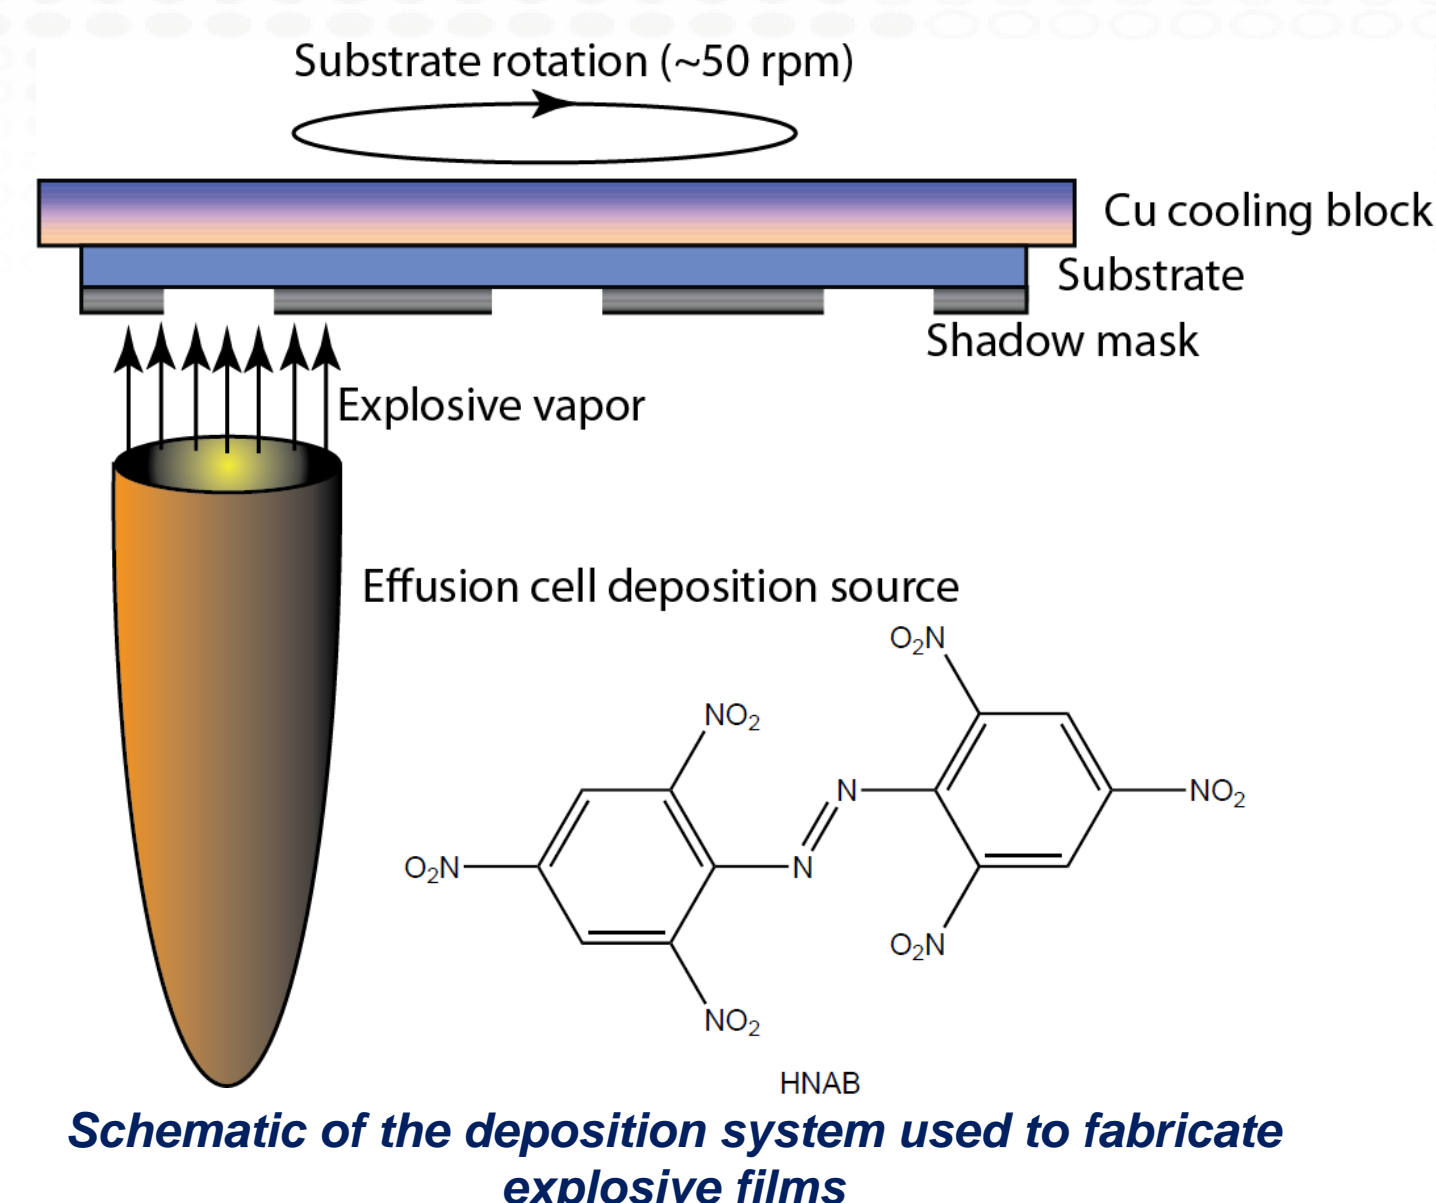 Substrate rotation (~50 rpm)
Cu cooling block
Substrate
Shadow mask
Explosive vapor
Effusion cell deposition source
O₂N
NO₂
N
NO₂
O₂N
N
O₂N
NO₂
HNAB
Schematic of the deposition system used to fabricate
explosive films